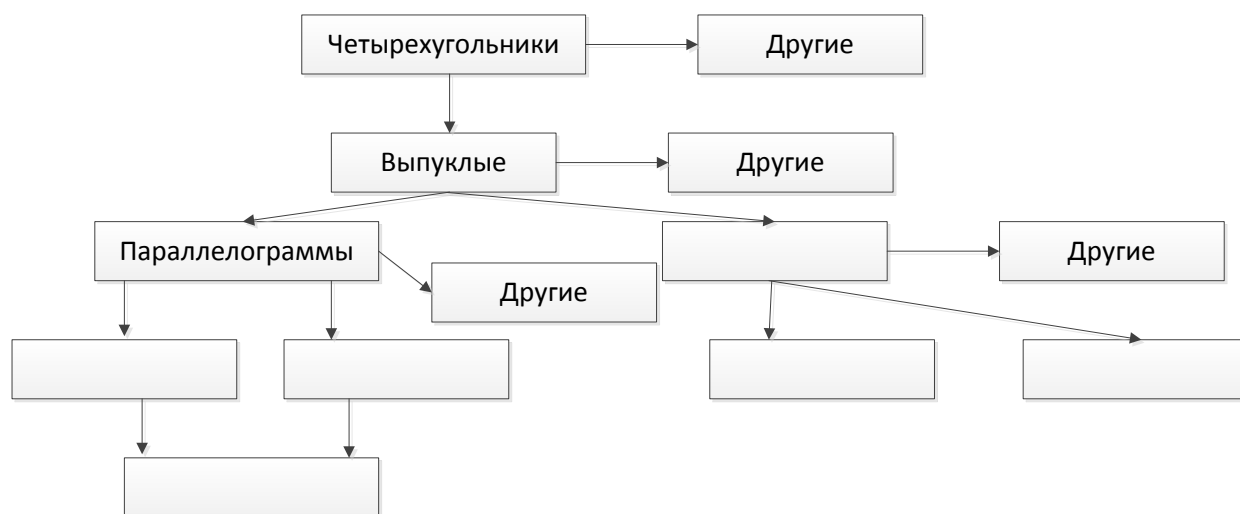 Четырехугольники
Другие
Выпуклые
Другие
Параллелограммы
Другие
Другие